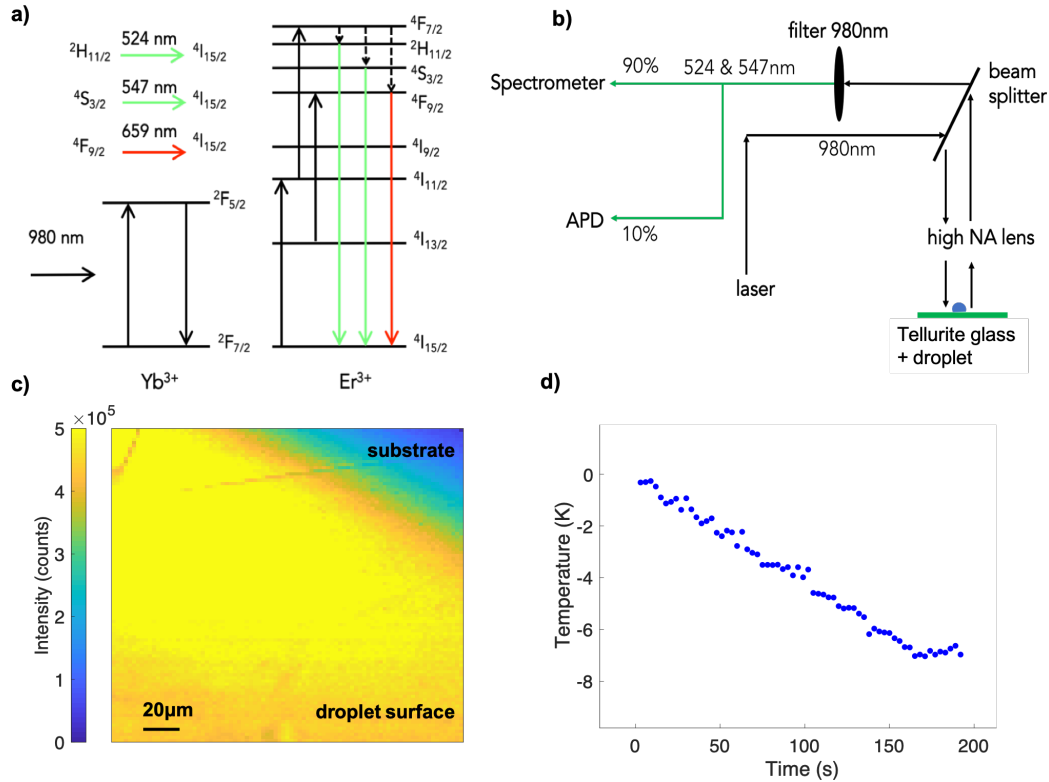 a)
524 nm
²H₁₁/₂ ⁴I₁₅/₂
547 nm
⁴S₃/₂ ⁴I₁₅/₂
659 nm
⁴F₉/₂ ⁴I₁₅/₂
980 nm
²F₅/₂
²F₇/₂
Yb³⁺
⁴F₇/₂
²H₁₁/₂
⁴S₃/₂
⁴F₉/₂
⁴I₉/₂
⁴I₁₁/₂
⁴I₁₃/₂
⁴I₁₅/₂
Er³⁺
b)
filter 980nm
90%
524 & 547nm
Spectrometer
beam
splitter
980nm
APD
10%
high NA lens
laser
Tellurite glass
+ droplet
c)
×10⁵
5
4
3
2
1
0
Intensity (counts)
substrate
20µm
droplet surface
d)
0
-2
-4
-6
-8
Temperature (K)
0 50 100 150 200
Time (s)